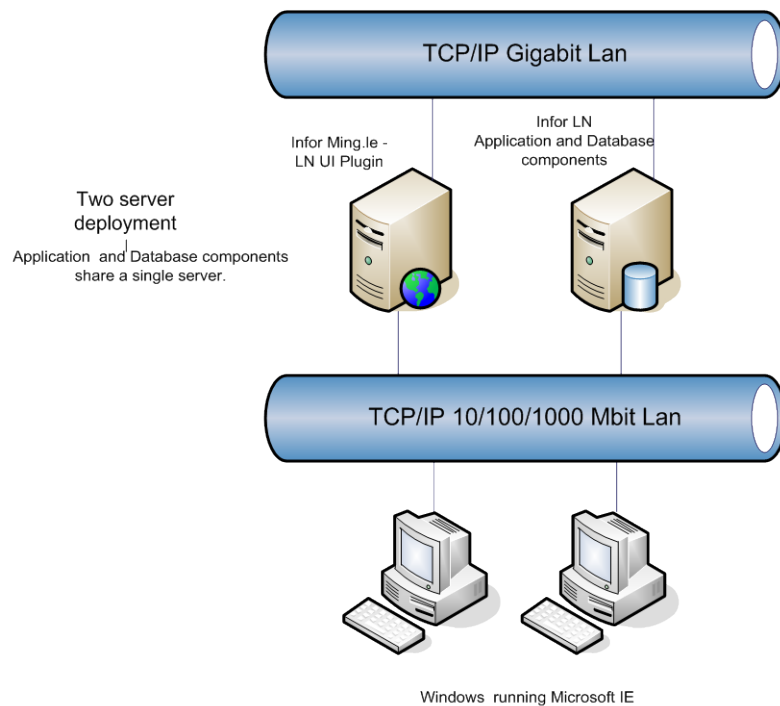 TCP/IP Gigabit Lan
Infor Ming.le -
LN UI Plugin
Infor LN
Application and Database
components
Two server
deployment
Application and Database components
share a single server.
TCP/IP 10/100/1000 Mbit Lan
Windows running Microsoft IE